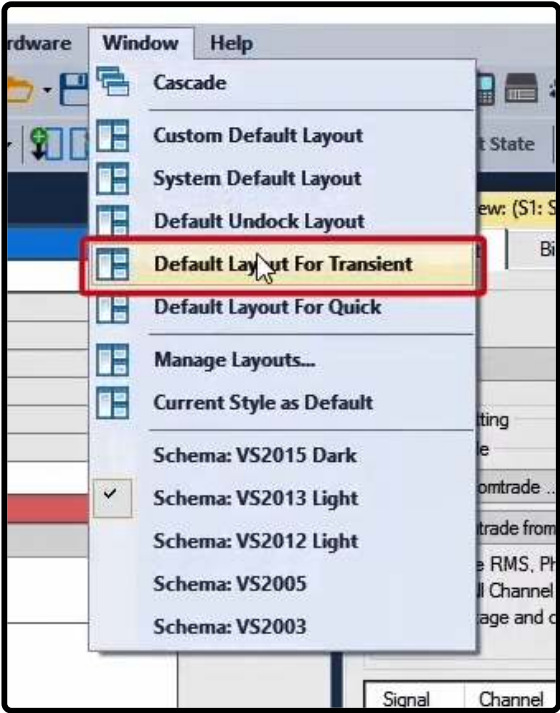 Window Help
Cascade
Custom Default Layout
System Default Layout
t State
Default Undock Layout
ew: (S1: S
Default Layout For Transient
Bi
Default Layout For Quick
Manage Layouts...
Current Style as Default
tting
Schema: VS2015 Dark
Schema: VS2013 Light
omtrade ...
Schema: VS2012 Light
trade from
e RMS, Ph
Schema: VS2005
ll Channel
age and c
Schema: VS2003
Signal Channel